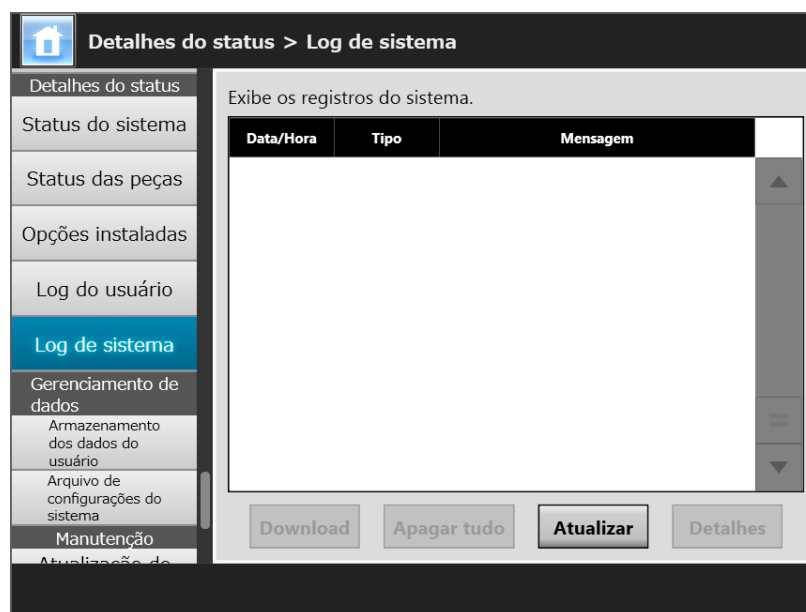 Detalhes do status > Log de sistema
Detalhes do status
Status do sistema
Status das peças
Opções instaladas
Log do usuário
Log de sistema
Gerenciamento de
dados
Armazenamento
dos dados do
usuário
Arquivo de
configurações do
sistema
Manutenção
Atualização de
Exibe os registros do sistema.
Data/Hora Tipo Mensagem
Download Apagar tudo Atualizar Detalhes